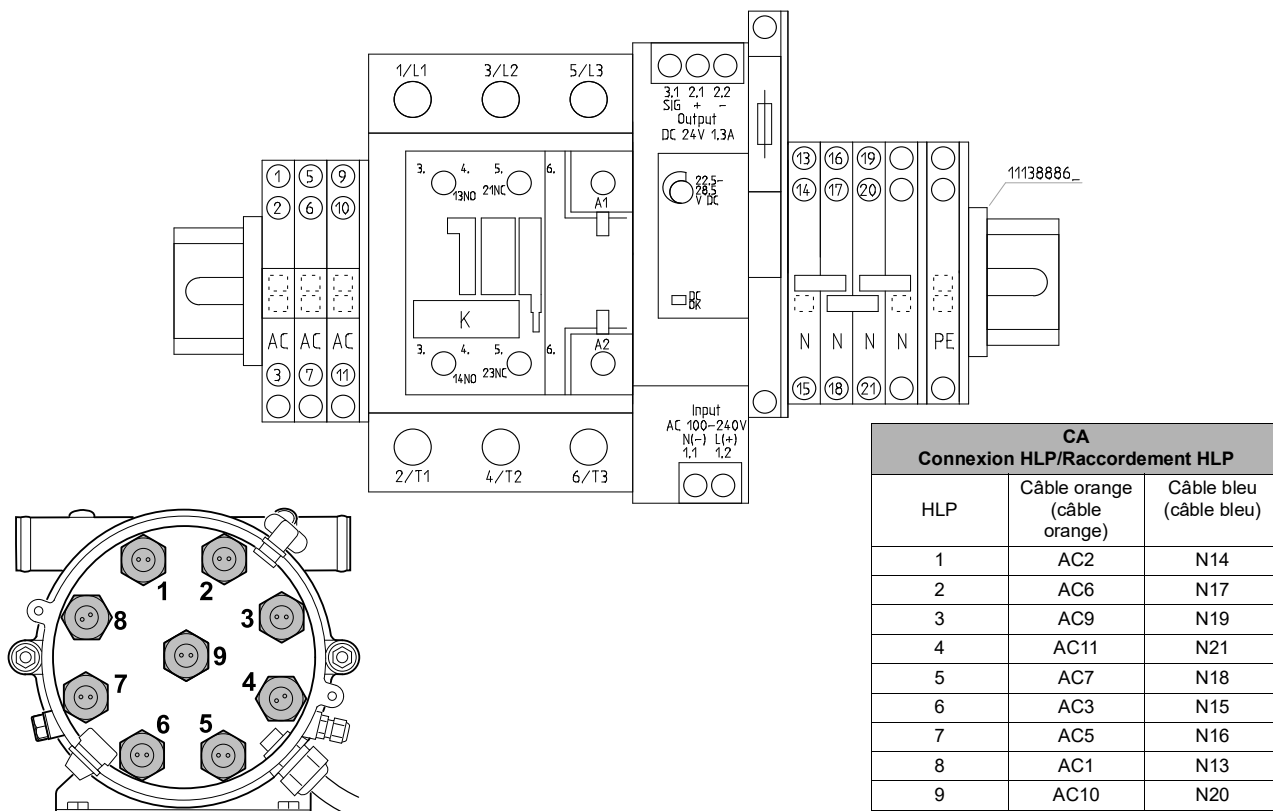 1/L1 3/L2 5/L3
3.1 2.1 2.2
SIG + -
Output
DC 24V 1.3A
22.5-
28.5
V DC
DC
OK
1 5 9
2 6 10
AC AC AC
3 7 11
3. 4. 5. 6.
13NO 21NC
A1
K
3. 4. 5. 6.
14NO 23NC
A2
2/T1 4/T2 6/T3
Input
AC 100-240V
N(-) L(+)
1.1 1.2
13 16 19
14 17 20
N N N N PE
15 18 21
11138886_
1 2
8 3
9
7 4
6 5
CA
Connexion HLP/Raccordement HLP
HLP Câble orange (câble orange) Câble bleu (câble bleu)
1 AC2 N14
2 AC6 N17
3 AC9 N19
4 AC11 N21
5 AC7 N18
6 AC3 N15
7 AC5 N16
8 AC1 N13
9 AC10 N20